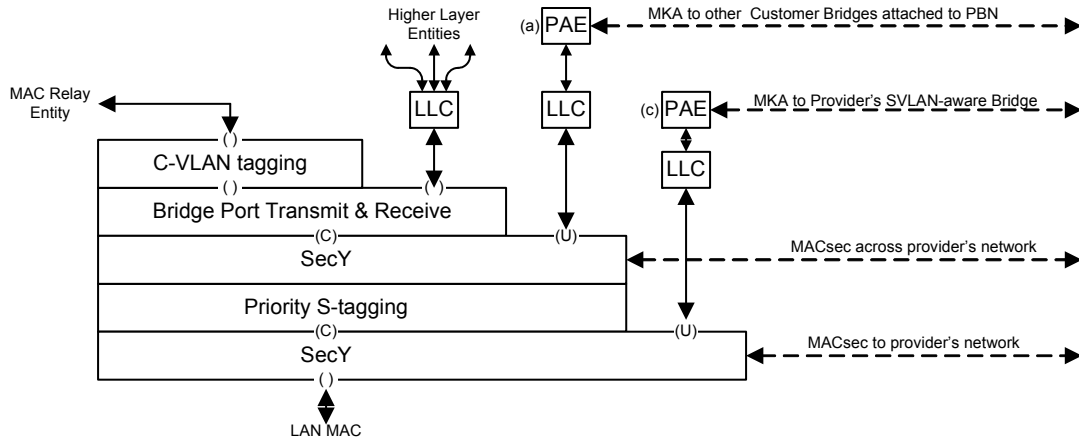 Higher Layer
Entities
(a) PAE
MKA to other Customer Bridges attached to PBN
MAC Relay
Entity
LLC
LLC
(c) PAE
MKA to Provider's SVLAN-aware Bridge
( )
C-VLAN tagging
LLC
( )
( )
Bridge Port Transmit & Receive
(C)
(U)
SecY
MACsec across provider's network
Priority S-tagging
(C)
(U)
SecY
MACsec to provider's network
( )
LAN MAC